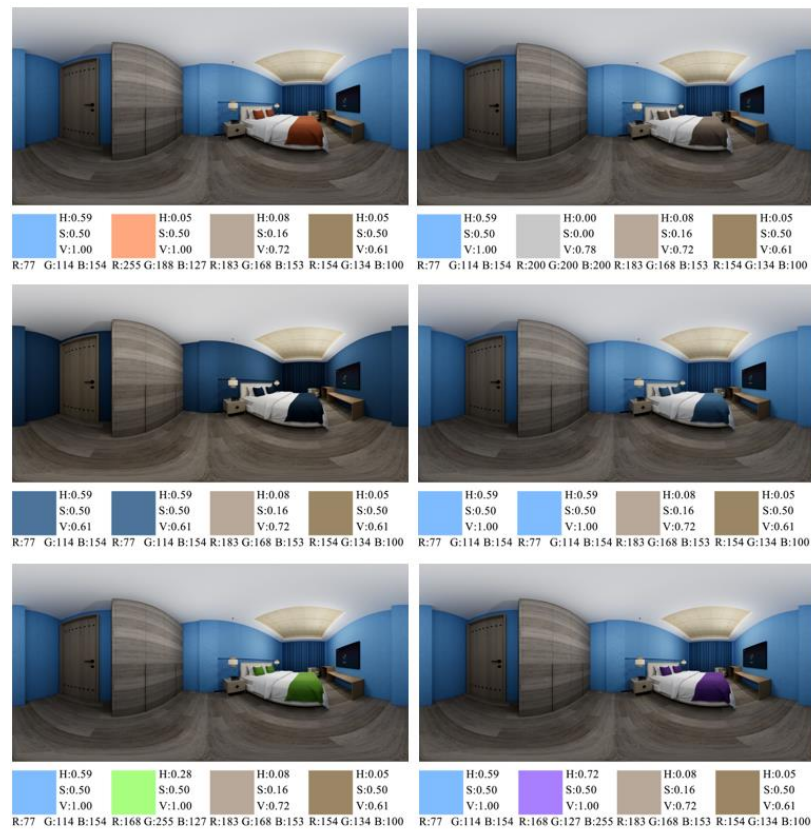 H:0.59 H:0.05 H:0.08 H:0.05
S:0.50 S:0.50 S:0.16 S:0.50
V:1.00 V:1.00 V:0.72 V:0.61
R:77 G:114 B:154 R:255 G:188 B:127 R:183 G:168 B:153 R:154 G:134 B:100
H:0.59 H:0.00 H:0.08 H:0.05
S:0.50 S:0.00 S:0.16 S:0.50
V:1.00 V:0.78 V:0.72 V:0.61
R:77 G:114 B:154 R:200 G:200 B:200 R:183 G:168 B:153 R:154 G:134 B:100
H:0.59 H:0.59 H:0.08 H:0.05
S:0.50 S:0.50 S:0.16 S:0.50
V:0.61 V:0.61 V:0.72 V:0.61
R:77 G:114 B:154 R:77 G:114 B:154 R:183 G:168 B:153 R:154 G:134 B:100
H:0.59 H:0.59 H:0.08 H:0.05
S:0.50 S:0.50 S:0.16 S:0.50
V:1.00 V:1.00 V:0.72 V:0.61
R:77 G:114 B:154 R:77 G:114 B:154 R:183 G:168 B:153 R:154 G:134 B:100
H:0.59 H:0.28 H:0.08 H:0.05
S:0.50 S:0.50 S:0.16 S:0.50
V:1.00 V:1.00 V:0.72 V:0.61
R:77 G:114 B:154 R:168 G:255 B:127 R:183 G:168 B:153 R:154 G:134 B:100
H:0.59 H:0.72 H:0.08 H:0.05
S:0.50 S:0.50 S:0.16 S:0.50
V:1.00 V:1.00 V:0.72 V:0.61
R:77 G:114 B:154 R:168 G:127 B:255 R:183 G:168 B:153 R:154 G:134 B:100